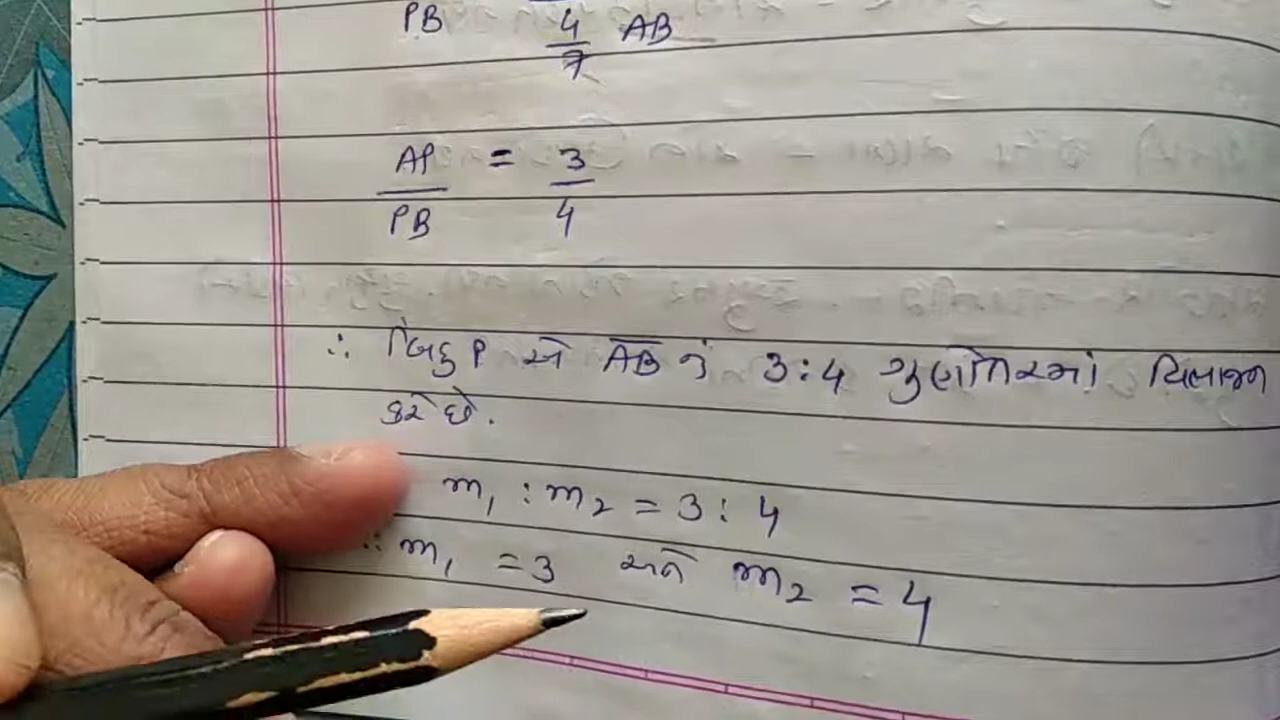 PB 4/7 AB
AP/PB = 3/4
∴ બિંદુ P એ AB નું 3:4 ગુણોત્તરમાં વિભાજન
કરે છે.
m₁ : m₂ = 3 : 4
∴ m₁ = 3 અને m₂ = 4